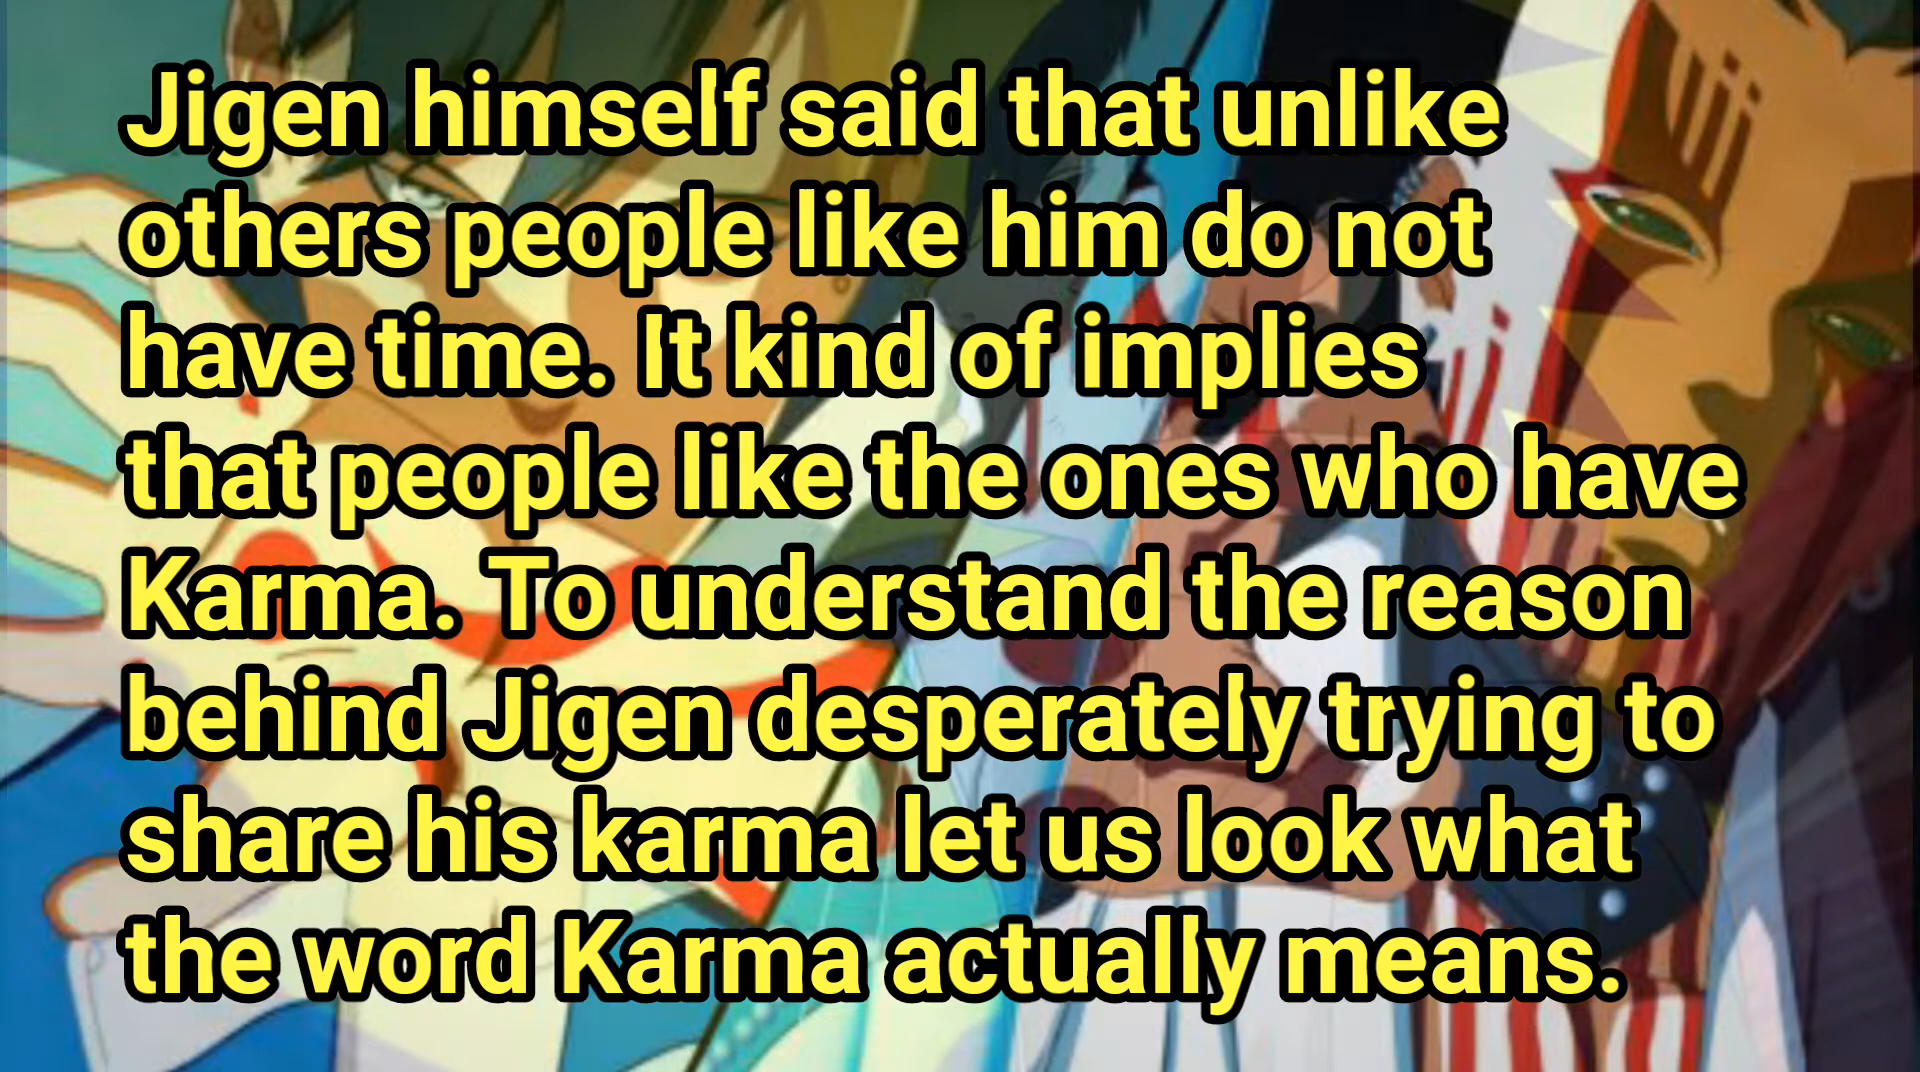 Jigen himself said that unlike
others people like him do not
have time. It kind of implies
that people like the ones who have
Karma. To understand the reason
behind Jigen desperately trying to
share his karma let us look what
the word Karma actually means.